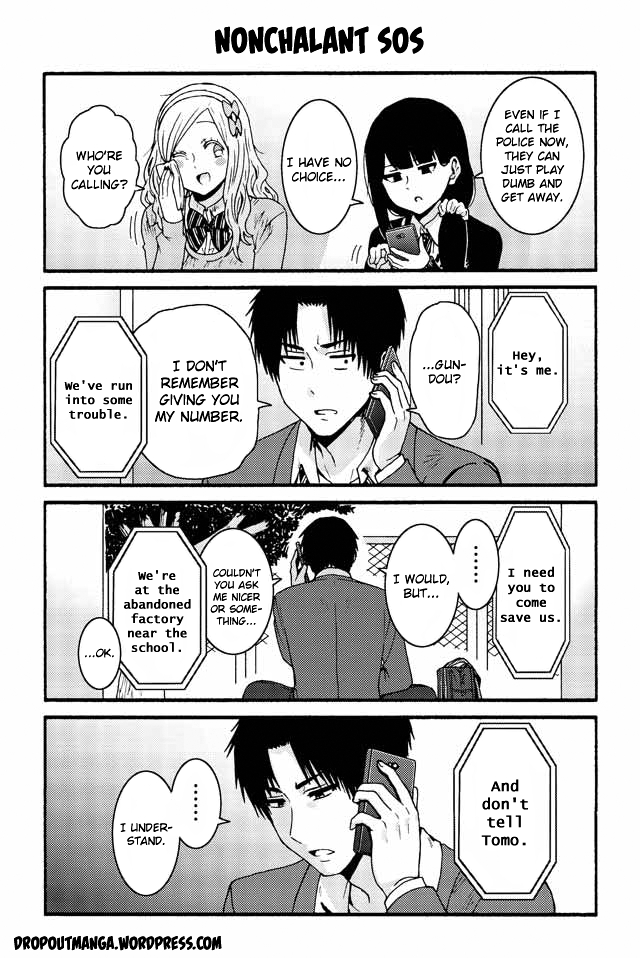 NONCHALANT SOS
EVEN IF I
CALL THE
POLICE NOW,
THEY CAN
JUST PLAY
DUMB AND
GET AWAY.
I HAVE NO
CHOICE...
WHO'RE
YOU
CALLING?
Hey,
it's me.
...GUN-
DOU?
I DON'T
REMEMBER
GIVING YOU
MY NUMBER.
We've run
into some
trouble.
I need
you to
come
save us.
......
I WOULD,
BUT...
COULDN'T
YOU ASK
ME NICER
OR SOME-
THING...
We're
at the
abandoned
factory
near the
school.
...OK.
And
don't
tell
Tomo.
......
I UNDER-
STAND.
DROPOUTMANGA.WORDPRESS.COM